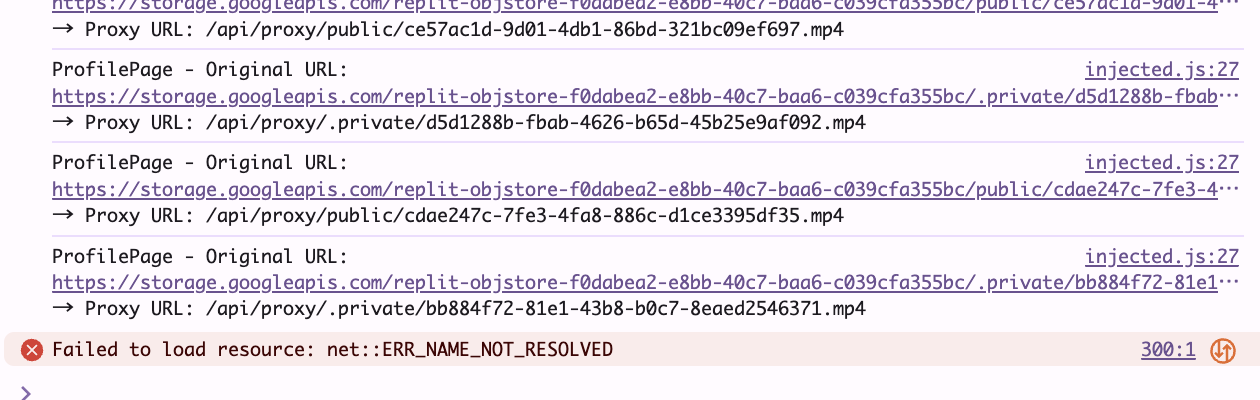 https://storage.googleapis.com/replit-objstore-f0dabea2-e8bb-40c7-baa6-c039cfa355bc/public/ce57ac1d-9d01-4…
→ Proxy URL: /api/proxy/public/ce57ac1d-9d01-4db1-86bd-321bc09ef697.mp4
ProfilePage - Original URL: injected.js:27
https://storage.googleapis.com/replit-objstore-f0dabea2-e8bb-40c7-baa6-c039cfa355bc/.private/d5d1288b-fbab…
→ Proxy URL: /api/proxy/.private/d5d1288b-fbab-4626-b65d-45b25e9af092.mp4
ProfilePage - Original URL: injected.js:27
https://storage.googleapis.com/replit-objstore-f0dabea2-e8bb-40c7-baa6-c039cfa355bc/public/cdae247c-7fe3-4…
→ Proxy URL: /api/proxy/public/cdae247c-7fe3-4fa8-886c-d1ce3395df35.mp4
ProfilePage - Original URL: injected.js:27
https://storage.googleapis.com/replit-objstore-f0dabea2-e8bb-40c7-baa6-c039cfa355bc/.private/bb884f72-81e1…
→ Proxy URL: /api/proxy/.private/bb884f72-81e1-43b8-b0c7-8eaed2546371.mp4
Failed to load resource: net::ERR_NAME_NOT_RESOLVED 300:1